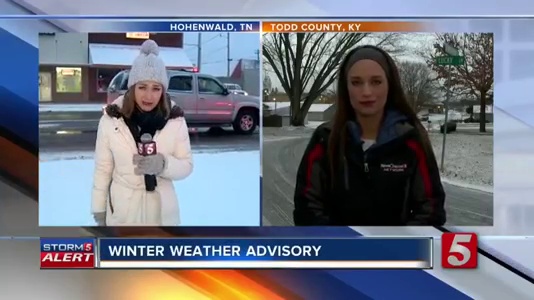 HOHENWALD, TN
TODD COUNTY, KY
5
STORM 5
ALERT
WINTER WEATHER ADVISORY
5